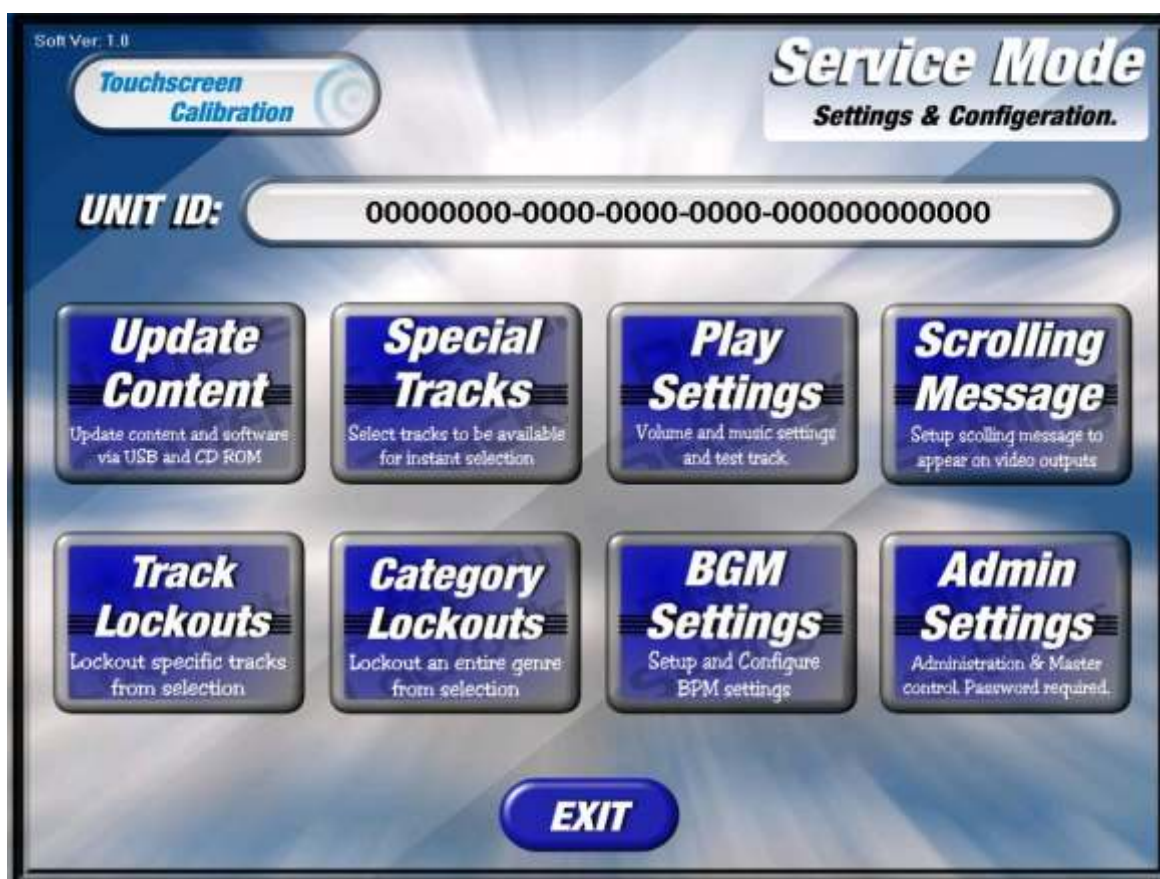 Soft Ver: 1.0
Touchscreen
Calibration
Service Mode
Settings & Configeration.
UNIT ID:
00000000-0000-0000-0000-000000000000
Update
Content
Update content and software
via USB and CD ROM
Special
Tracks
Select tracks to be available
for instant selection
Play
Settings
Volume and music settings
and test track.
Scrolling
Message
Setup scolling message to
appear on video outputs
Track
Lockouts
Lockout specific tracks
from selection
Category
Lockouts
Lockout an entire genre
from selection
BGM
Settings
Setup and Configure
BPM settings
Admin
Settings
Administration & Master
control. Password required.
EXIT